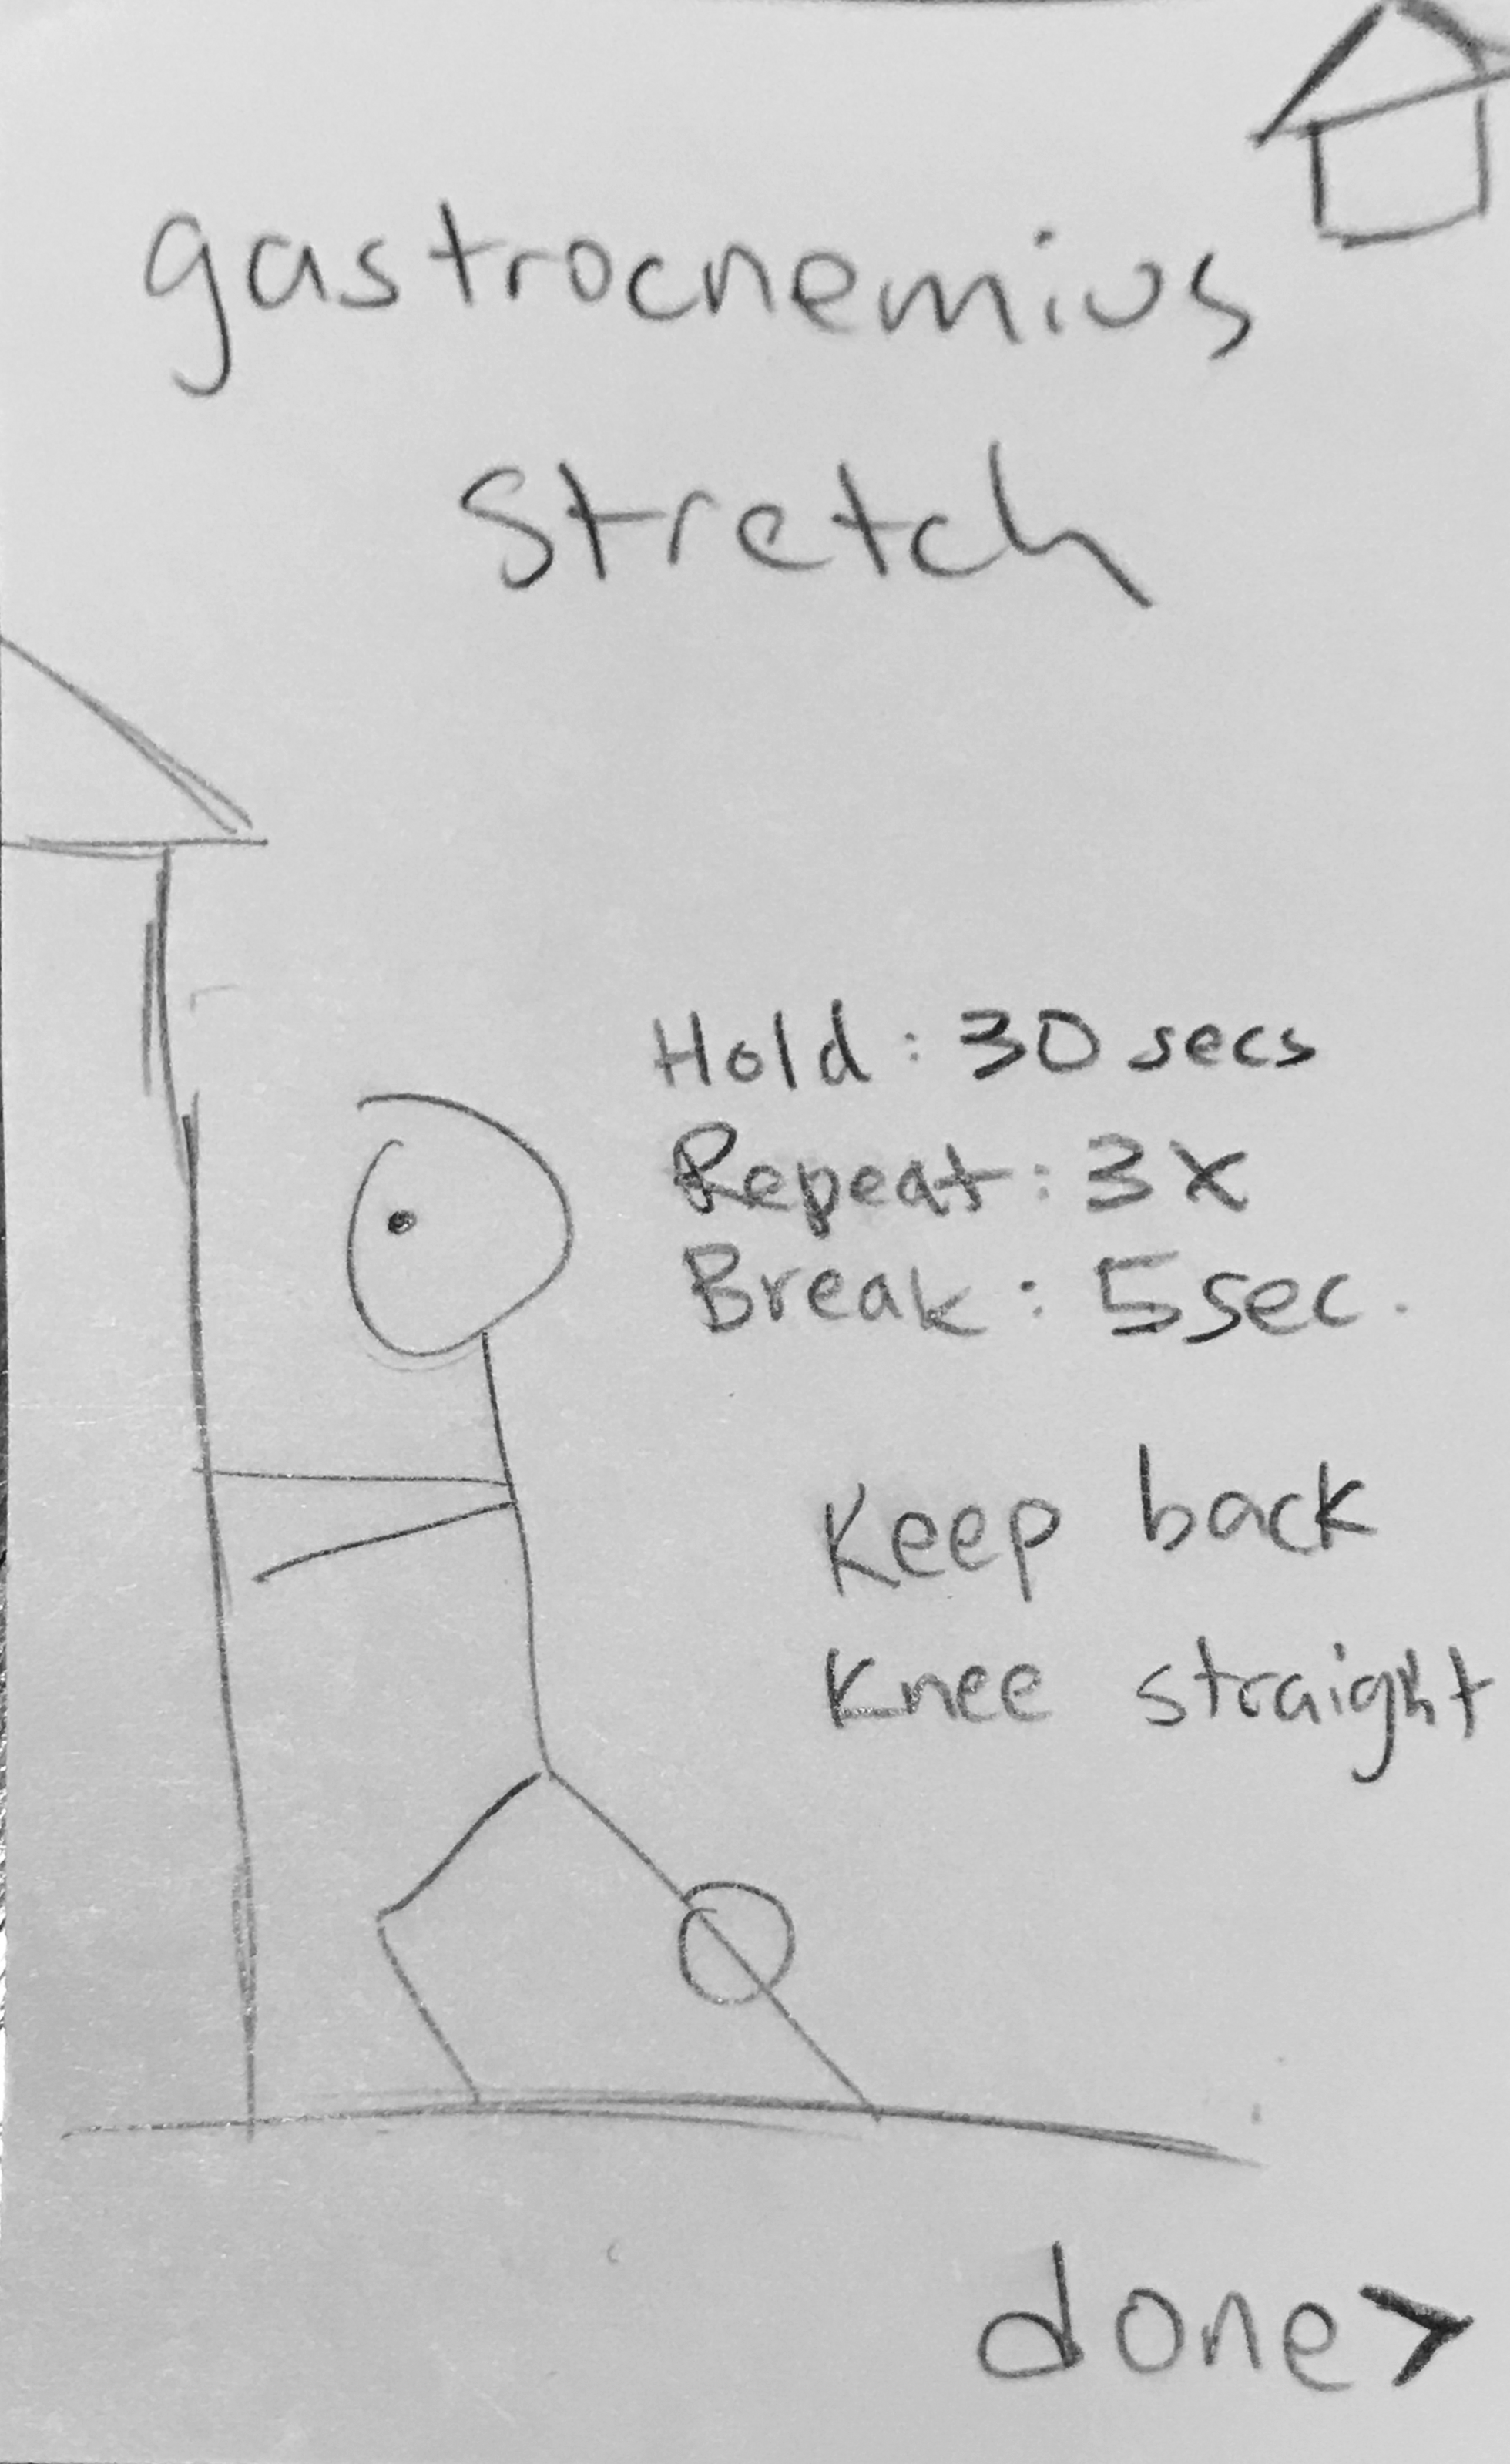 gastrocnemius
stretch
Hold : 30 secs
Repeat : 3x
Break : 5 sec.
Keep back
Knee straight
done >